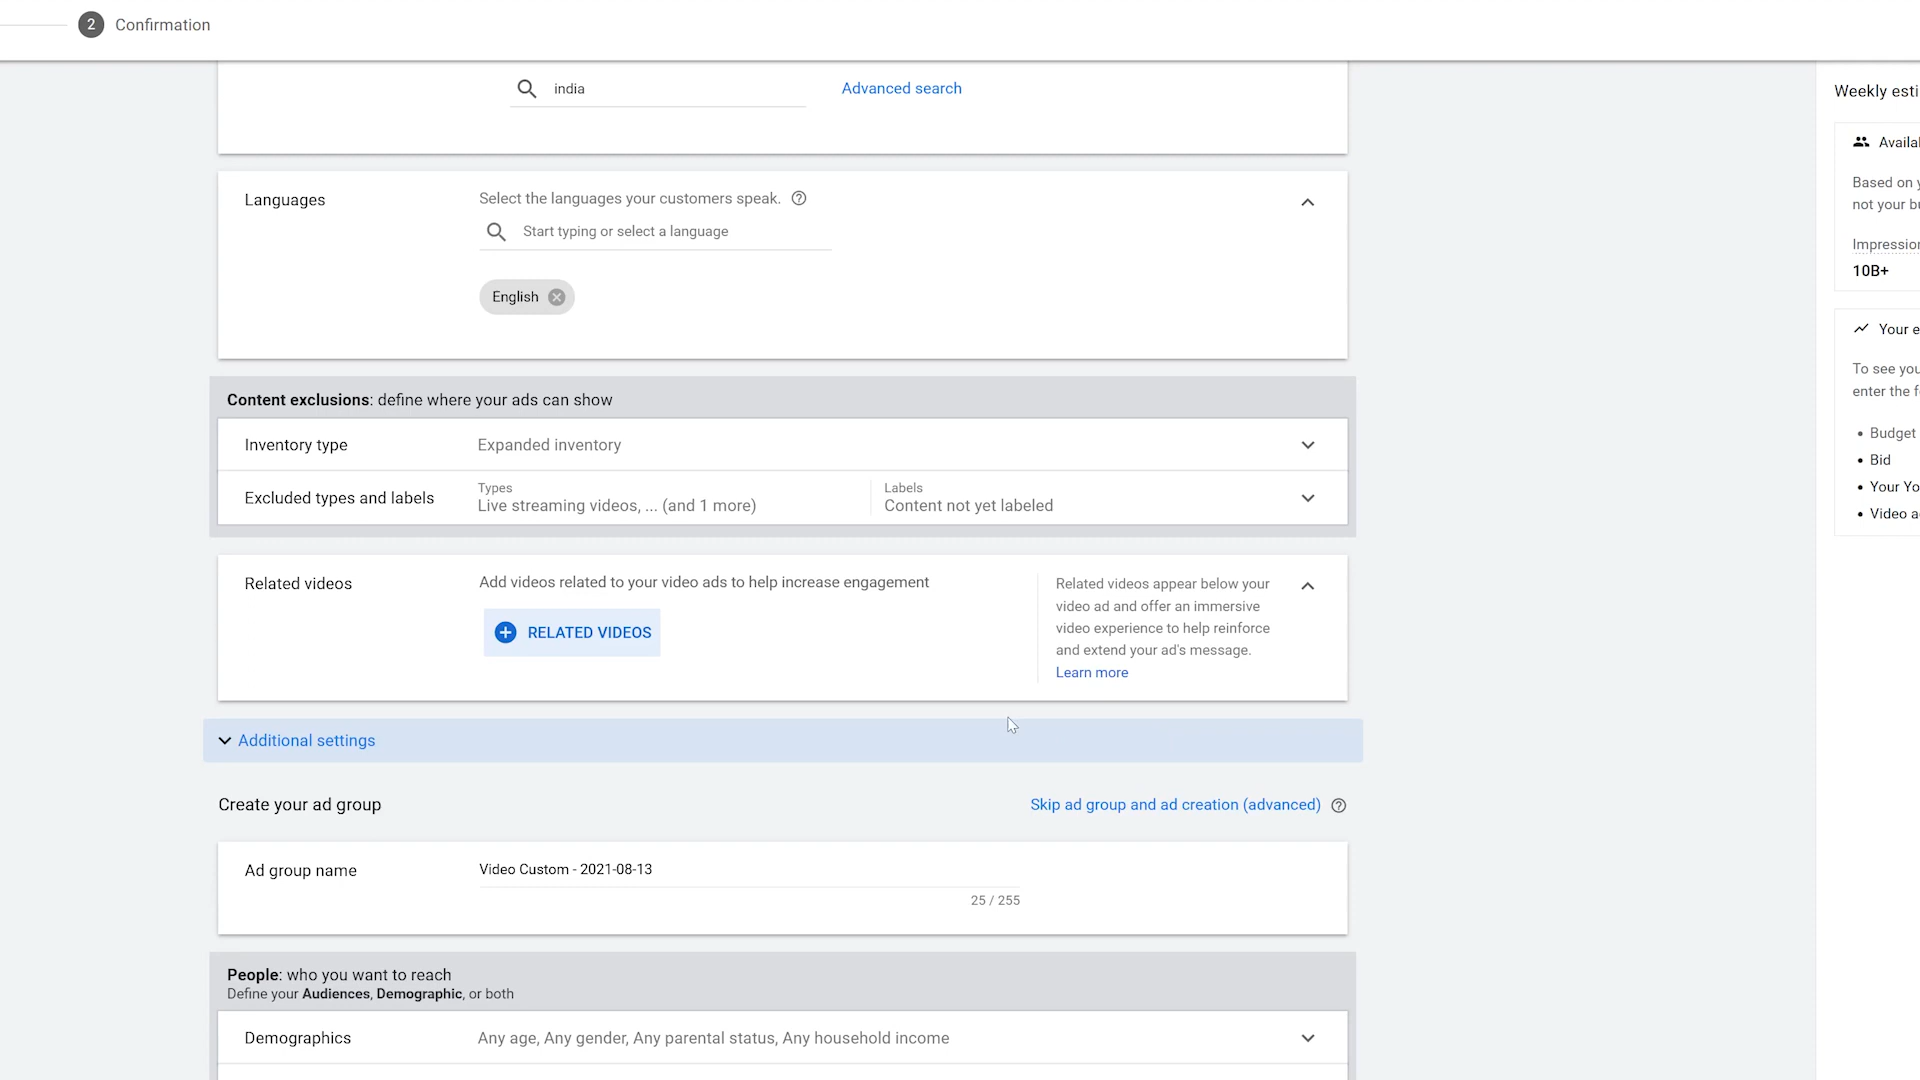 2 Confirmation
india
Advanced search
Weekly esti
Availal
Based on y
not your bu
Impression
10B+
Languages
Select the languages your customers speak.
Start typing or select a language
English
Your e
To see you
enter the f
Budget
Bid
Your Yo
Video a
Content exclusions: define where your ads can show
Inventory type
Expanded inventory
Excluded types and labels
Types
Live streaming videos, ... (and 1 more)
Labels
Content not yet labeled
Related videos
Add videos related to your video ads to help increase engagement
RELATED VIDEOS
Related videos appear below your
video ad and offer an immersive
video experience to help reinforce
and extend your ad's message.
Learn more
Additional settings
Create your ad group
Skip ad group and ad creation (advanced)
Ad group name
Video Custom - 2021-08-13
25 / 255
People: who you want to reach
Define your Audiences, Demographic, or both
Demographics
Any age, Any gender, Any parental status, Any household income